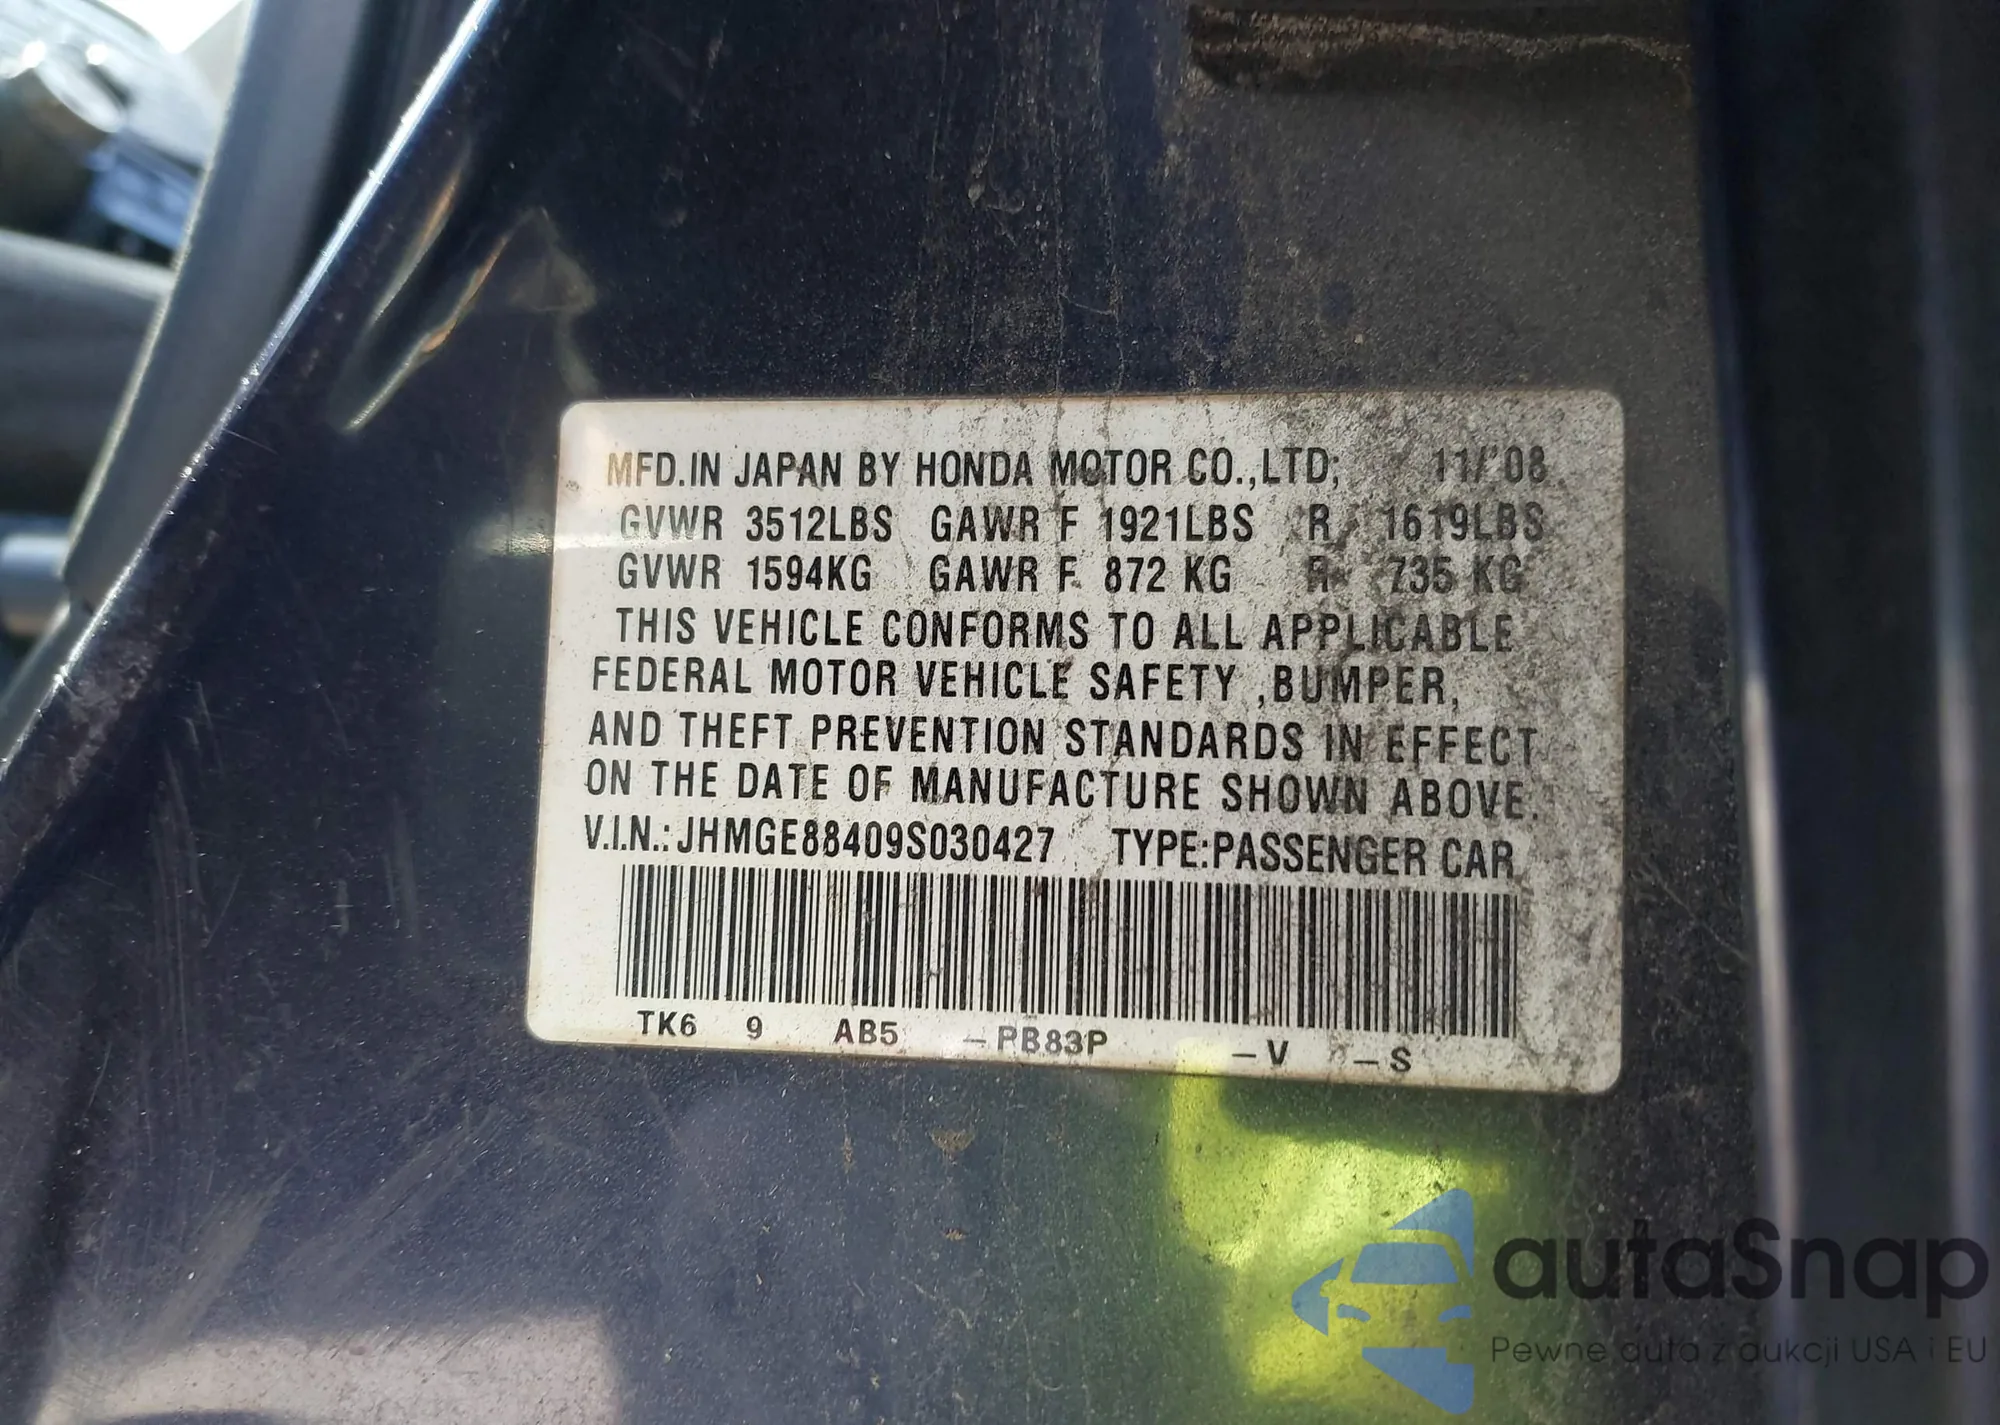 MFD.IN JAPAN BY HONDA MOTOR CO.,LTD; 11/'08
GVWR 3512LBS GAWR F 1921LBS R 1619LBS
GVWR 1594KG GAWR F 872 KG R 735 KG
THIS VEHICLE CONFORMS TO ALL APPLICABLE
FEDERAL MOTOR VEHICLE SAFETY ,BUMPER,
AND THEFT PREVENTION STANDARDS IN EFFECT
ON THE DATE OF MANUFACTURE SHOWN ABOVE.
V.I.N.: JHMGE88409S030427 TYPE:PASSENGER CAR
TK6 9 AB5 -PB83P -V -S
autaSnap
Pewne auta z aukcji USA i EU